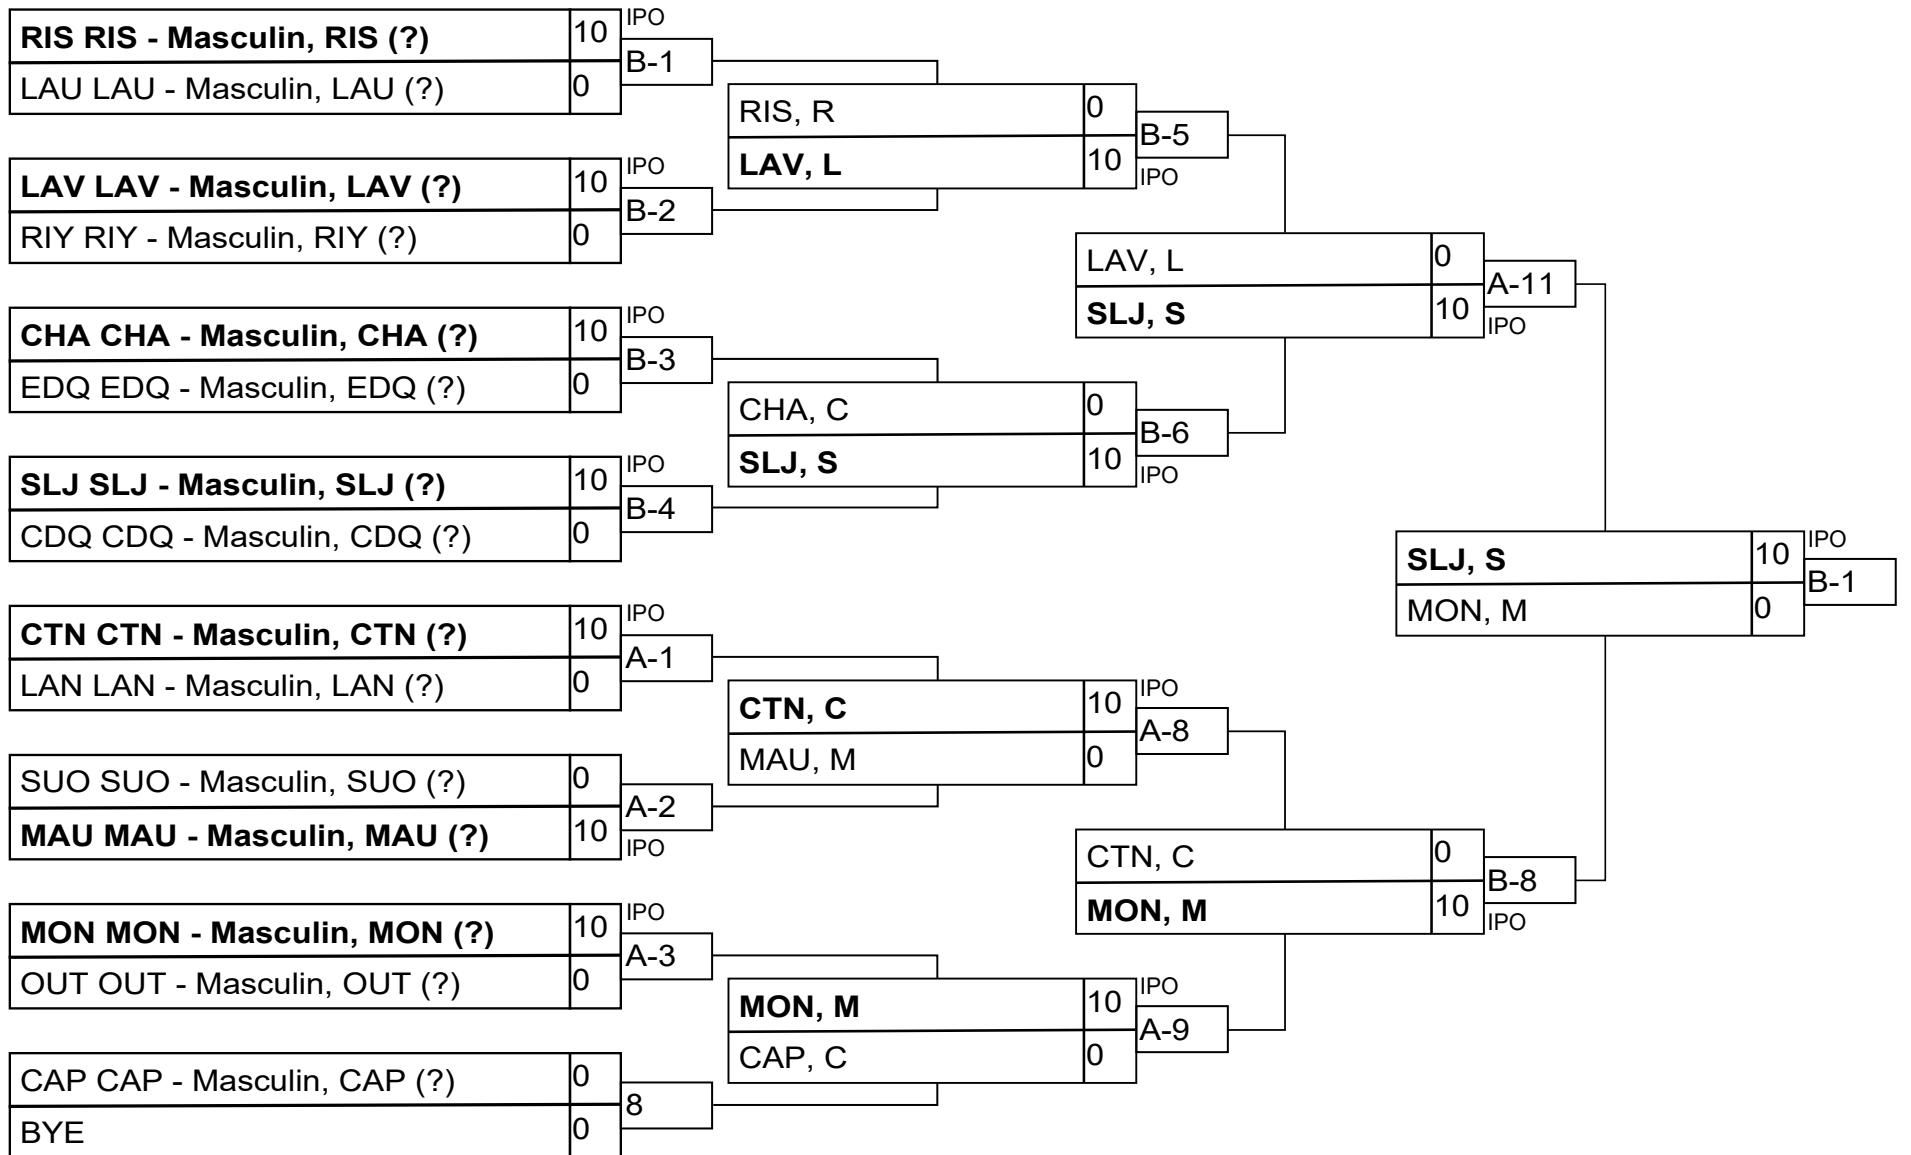 RIS RIS - Masculin, RIS (?) 10 IPO
B-1
LAU LAU - Masculin, LAU (?) 0
LAV LAV - Masculin, LAV (?) 10 IPO
B-2
RIY RIY - Masculin, RIY (?) 0
CHA CHA - Masculin, CHA (?) 10 IPO
B-3
EDQ EDQ - Masculin, EDQ (?) 0
SLJ SLJ - Masculin, SLJ (?) 10 IPO
B-4
CDQ CDQ - Masculin, CDQ (?) 0
CTN CTN - Masculin, CTN (?) 10 IPO
A-1
LAN LAN - Masculin, LAN (?) 0
SUO SUO - Masculin, SUO (?) 0
A-2
MAU MAU - Masculin, MAU (?) 10 IPO
MON MON - Masculin, MON (?) 10 IPO
A-3
OUT OUT - Masculin, OUT (?) 0
CAP CAP - Masculin, CAP (?) 0
8
BYE 0
RIS, R 0
B-5
LAV, L 10 IPO
CHA, C 0
B-6
SLJ, S 10 IPO
CTN, C 10 IPO
A-8
MAU, M 0
MON, M 10 IPO
A-9
CAP, C 0
LAV, L 0
A-11
SLJ, S 10 IPO
CTN, C 0
B-8
MON, M 10 IPO
SLJ, S 10 IPO
B-1
MON, M 0